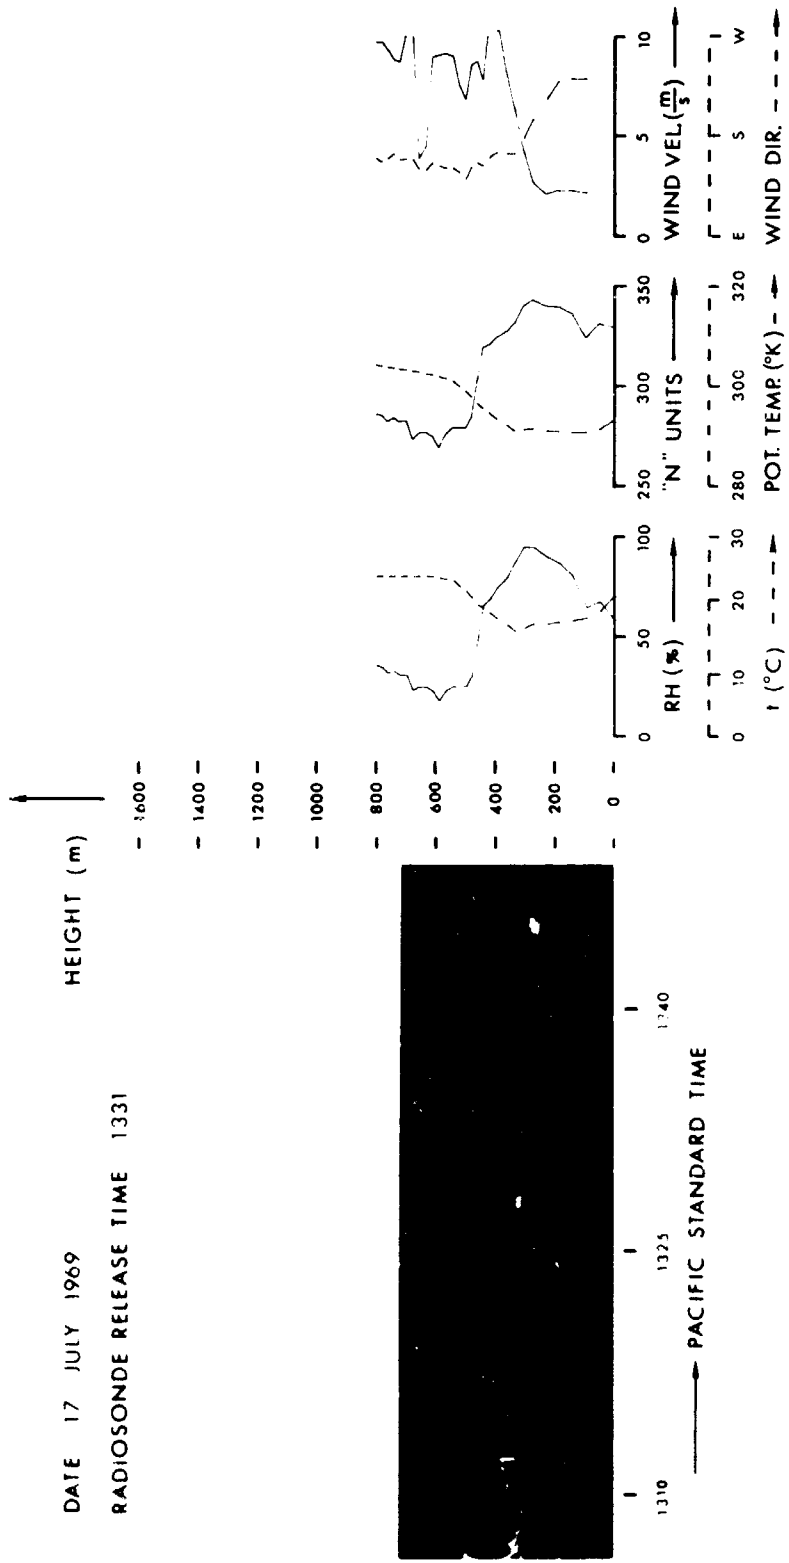 DATE 17 JULY 1969
RADIOSONDE RELEASE TIME 1331
HEIGHT (m)
1600
1400
1200
1000
800
600
400
200
0
1310 1325 1340
PACIFIC STANDARD TIME
0 50 100
RH (%)
0 10 20 30
t (°C)
250 300 350
"N" UNITS
280 300 320
POT. TEMP. (°K)
0 5 10
WIND VEL. (m/s)
E S W
WIND DIR.